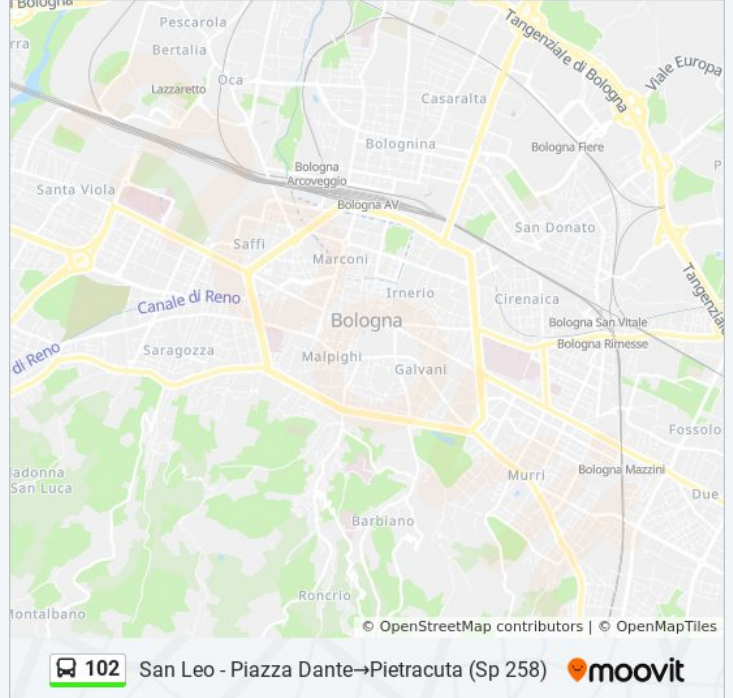 i Bologna
Pescarola
Tangenziale di Bologna
rra
Bertalia
Viale Europa
Oca
Lazzaretto
Casaralta
Bolognina
Bologna Fiere
Bologna
Arcoveggio
P
Santa Viola
Bologna AV
San Donato
Saffi
Marconi
Tangenziale
Irnerio
Cirenaica
Canale di Reno
Bologna
Bologna San Vitale
di Reno
Saragozza
Malpighi
Bologna Rimesse
Galvani
Fossolo
adonna
San Luca
Murri
Bologna Mazzini
Due
Barbiano
Roncrio
Montalbano
© OpenStreetMap contributors | © OpenMapTiles
102 San Leo - Piazza Dante→Pietracuta (Sp 258) moovit